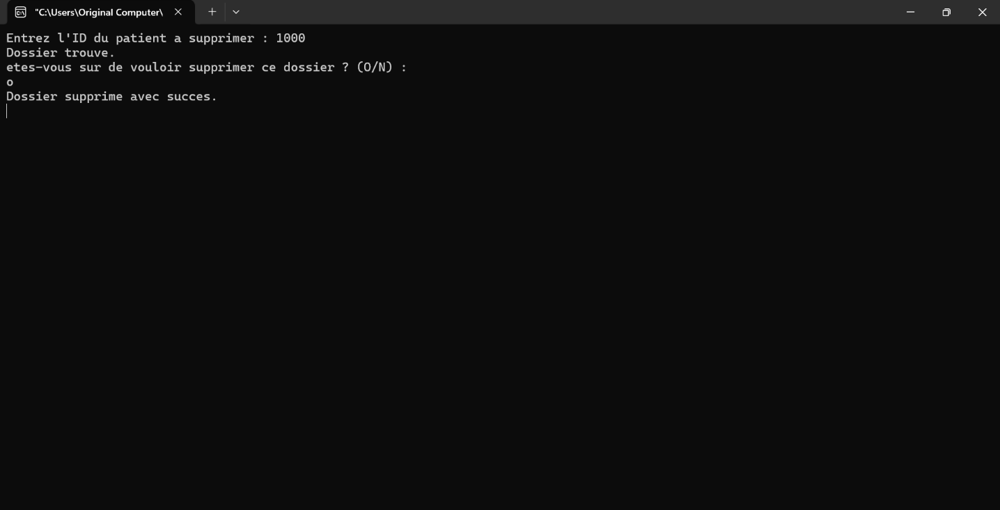 "C:\Users\Original Computer\
Entrez l'ID du patient a supprimer : 1000
Dossier trouve.
etes-vous sur de vouloir supprimer ce dossier ? (O/N) :
o
Dossier supprime avec succes.